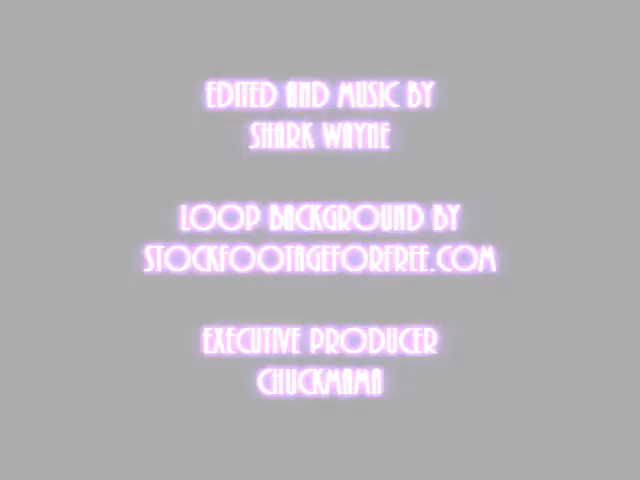 EDITED AND MUSIC BY
SHARK WAYNE
LOOP BACKGROUND BY
STOCKFOOTAGEFORFREE.COM
EXECUTIVE PRODUCER
CHUCKMAMA